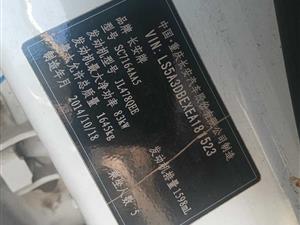 中国重庆长安汽车股份有限公司制造
VIN: LS5A3DBEXEA181523
品牌 长安牌
型号 SC7164AA5
发动机型号 JL478QEE
发动机最大净功率 83kW
最大允许总质量 1645kg
制造年月 2014/10/18
发动机排量 1598mL
乘坐人数 5